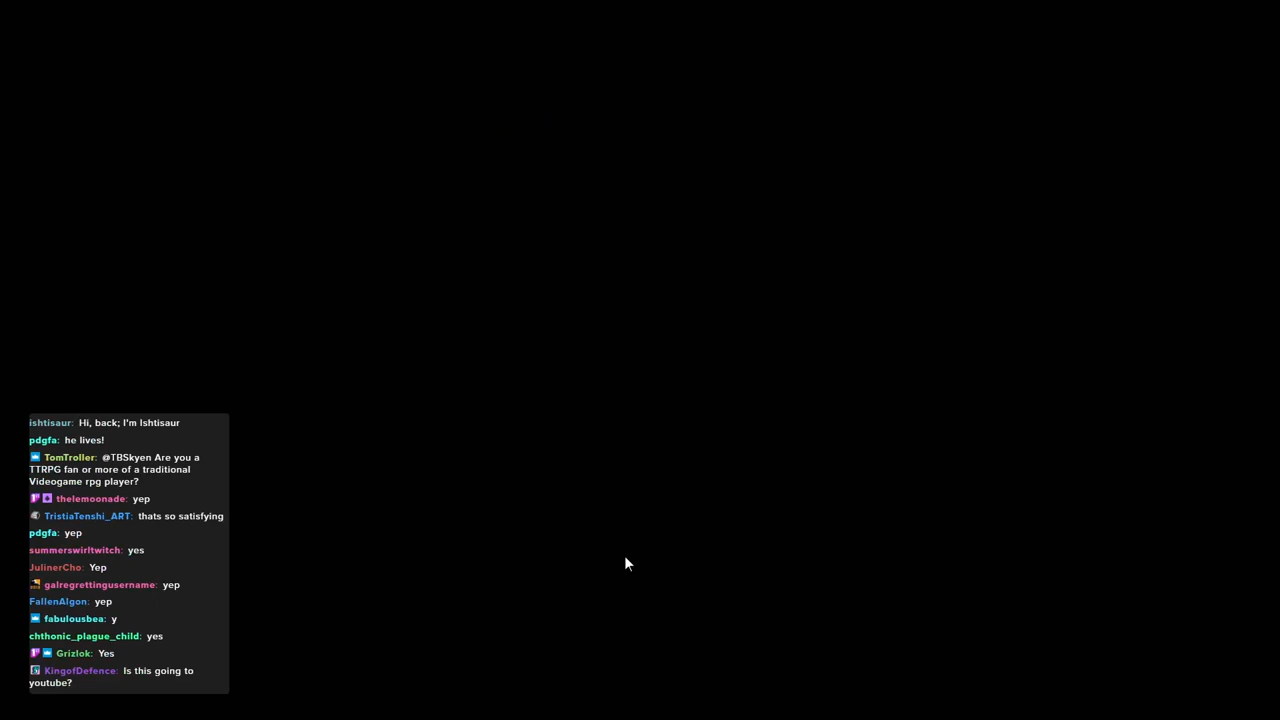 ishtisaur: Hi, back; I'm Ishtisaur
pdgfa: he lives!
TomTroller: @TBSkyen Are you a
TTRPG fan or more of a traditional
Videogame rpg player?
thelemoonade: yep
TristiaTenshi_ART: thats so satisfying
pdgfa: yep
summerswirltwitch: yes
JulinerCho: Yep
galregrettingusername: yep
FallenAlgon: yep
fabulousbea: y
chthonic_plague_child: yes
Grizlok: Yes
KingofDefence: Is this going to
youtube?